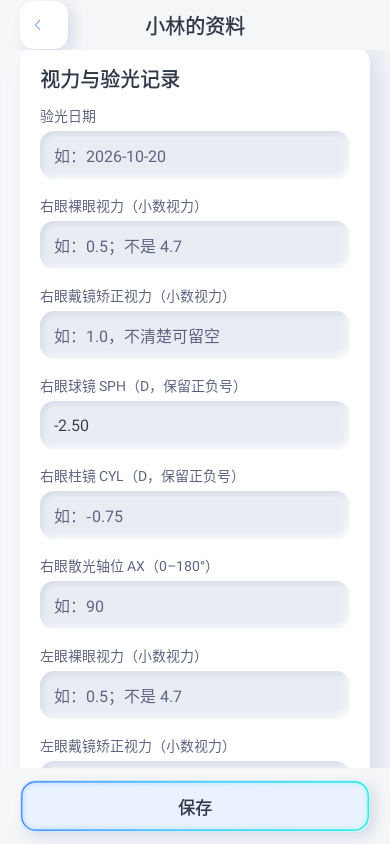 小林的资料
视力与验光记录
验光日期
如：2026-10-20
右眼裸眼视力（小数视力）
如：0.5；不是 4.7
右眼戴镜矫正视力（小数视力）
如：1.0，不清楚可留空
右眼球镜 SPH（D，保留正负号）
-2.50
右眼柱镜 CYL（D，保留正负号）
如：-0.75
右眼散光轴位 AX（0–180°）
如：90
左眼裸眼视力（小数视力）
如：0.5；不是 4.7
左眼戴镜矫正视力（小数视力）
保存